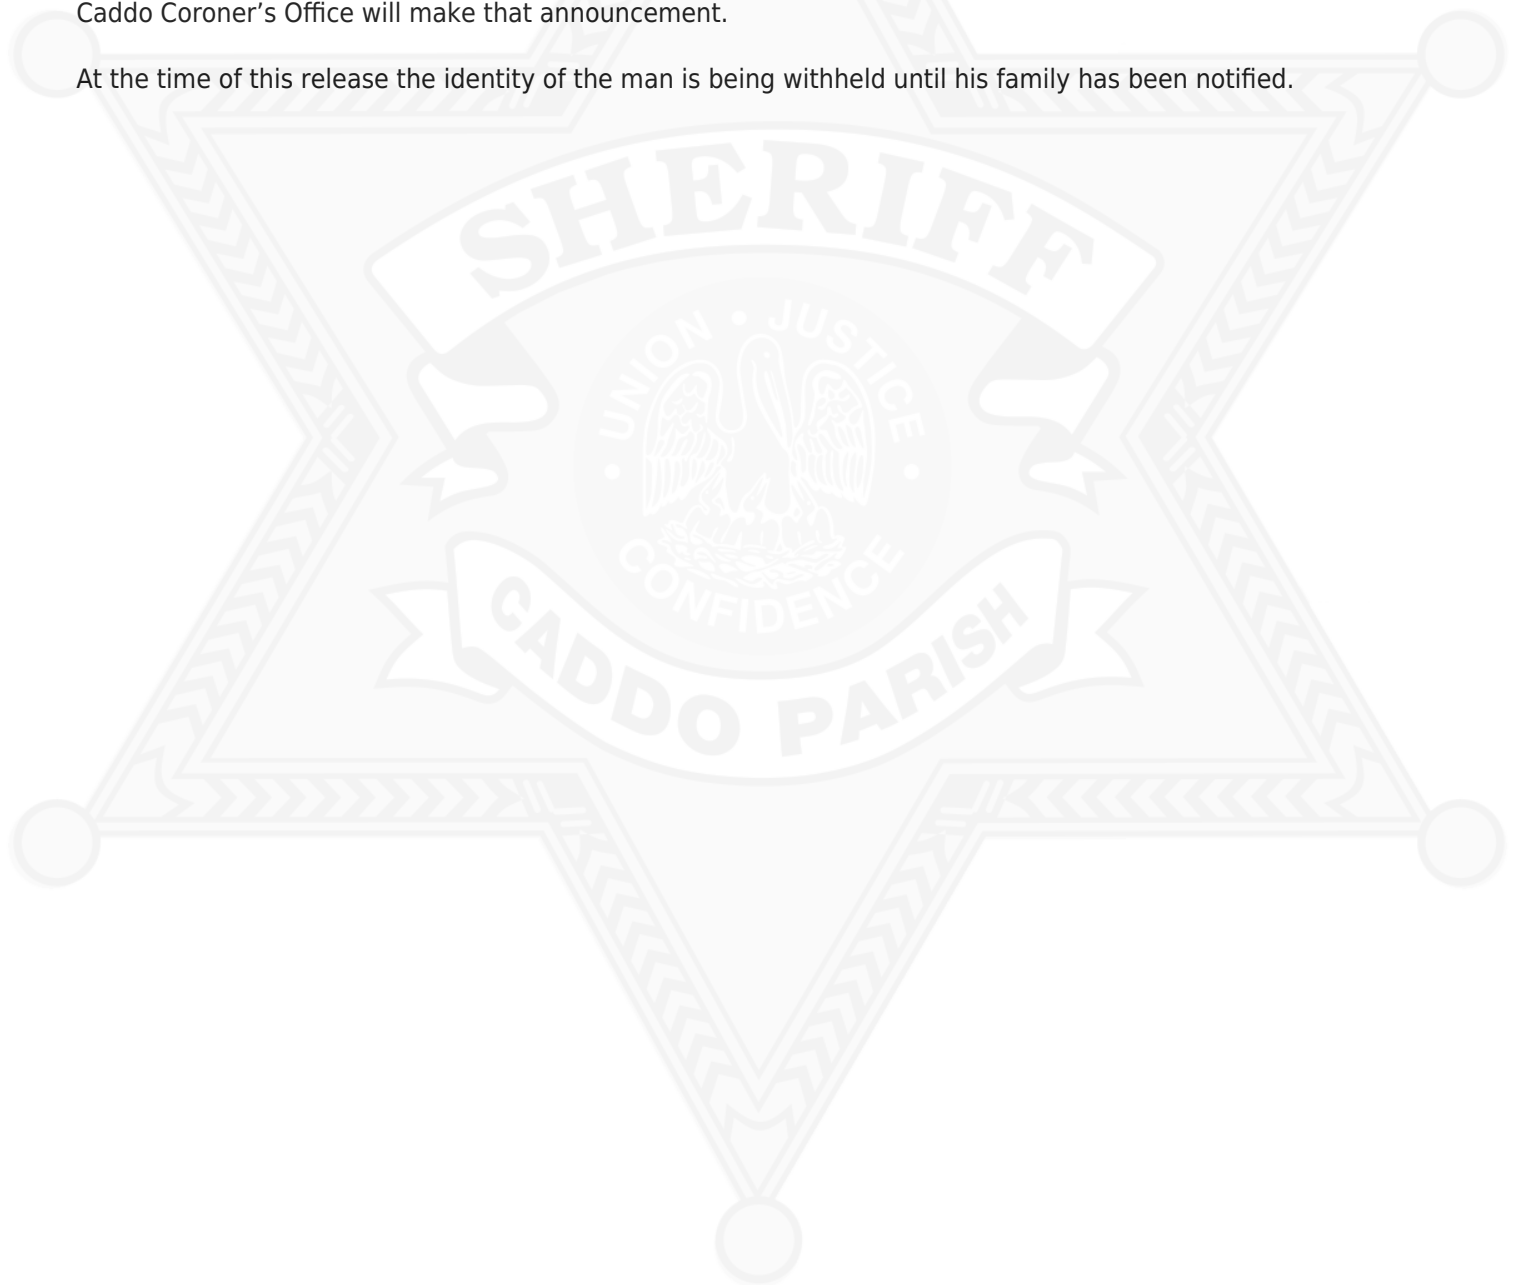 Caddo Coroner’s Office will make that announcement.
At the time of this release the identity of the man is being withheld until his family has been notified.
SHERIFF
UNION • JUSTICE
• CONFIDENCE •
CADDO PARISH